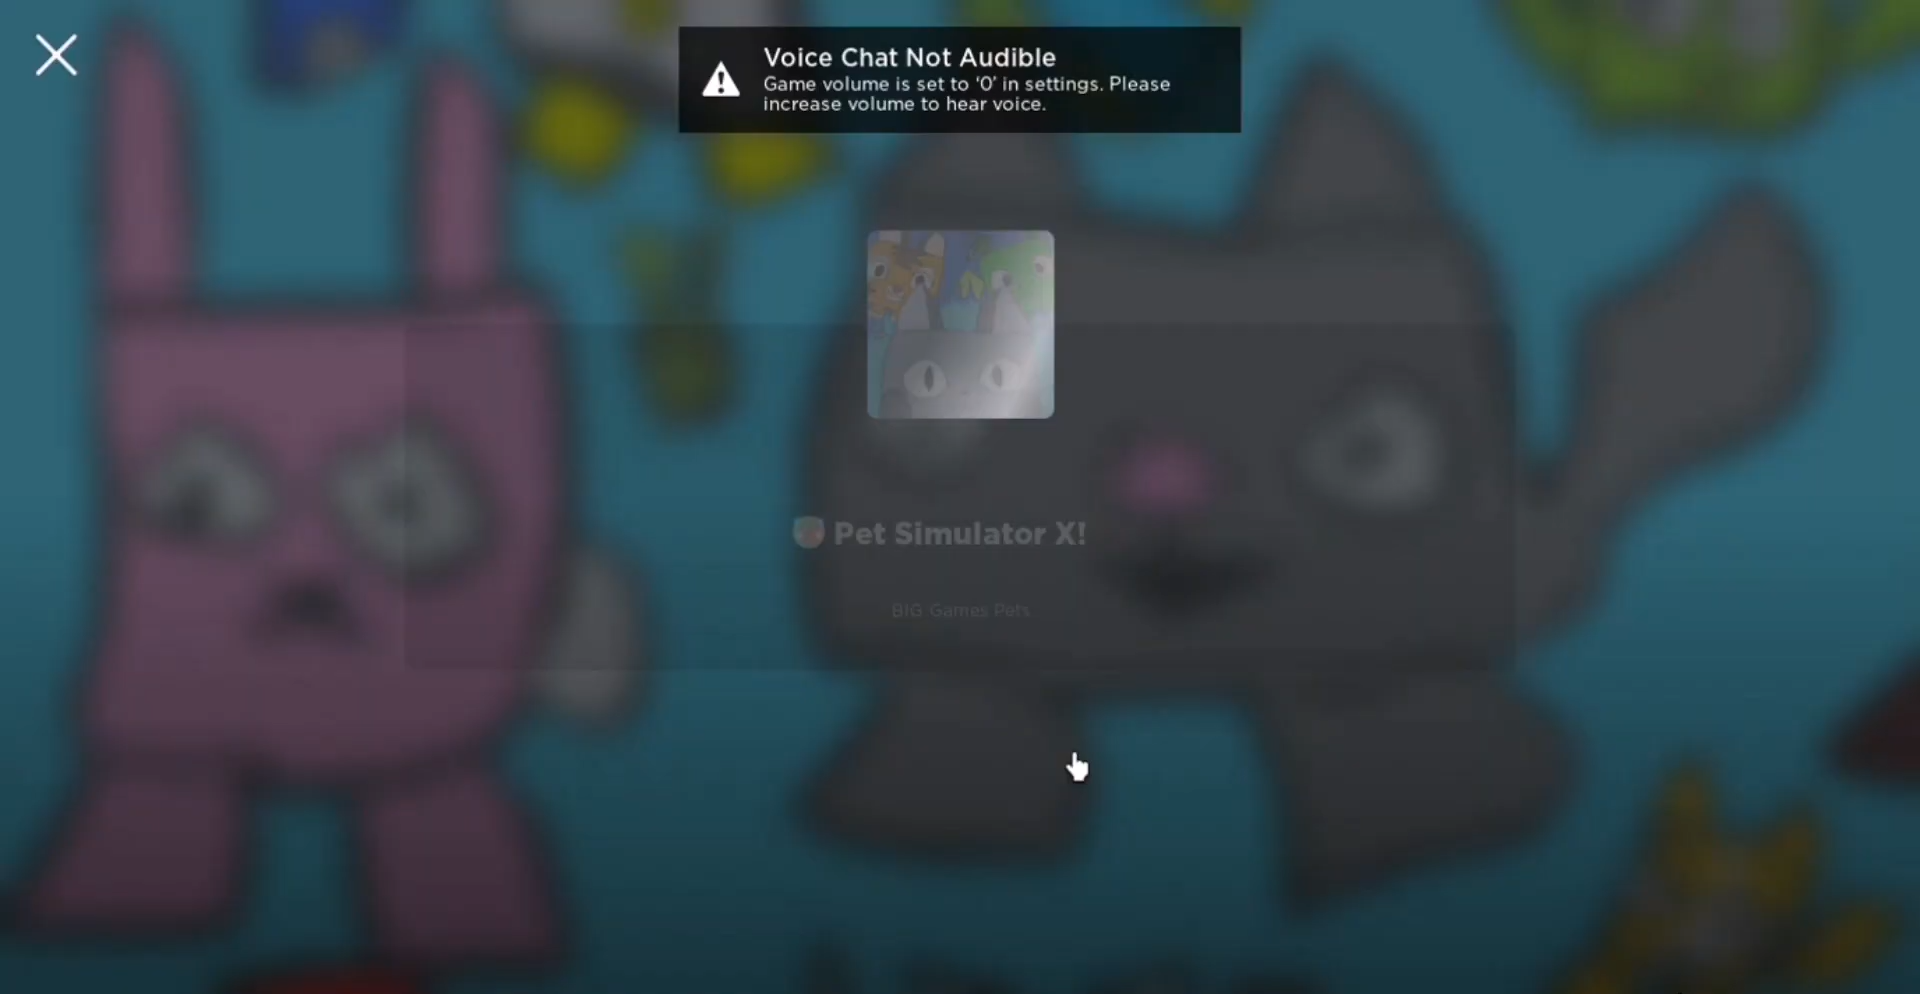 Voice Chat Not Audible
Game volume is set to '0' in settings. Please
increase volume to hear voice.
Pet Simulator X!
BIG Games Pets